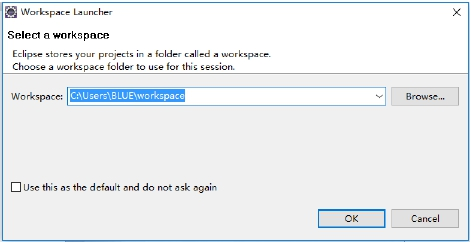 Workspace Launcher
Select a workspace
Eclipse stores your projects in a folder called a workspace.
Choose a workspace folder to use for this session.
Workspace: C:\Users\BLUE\workspace Browse...
Use this as the default and do not ask again
OK Cancel